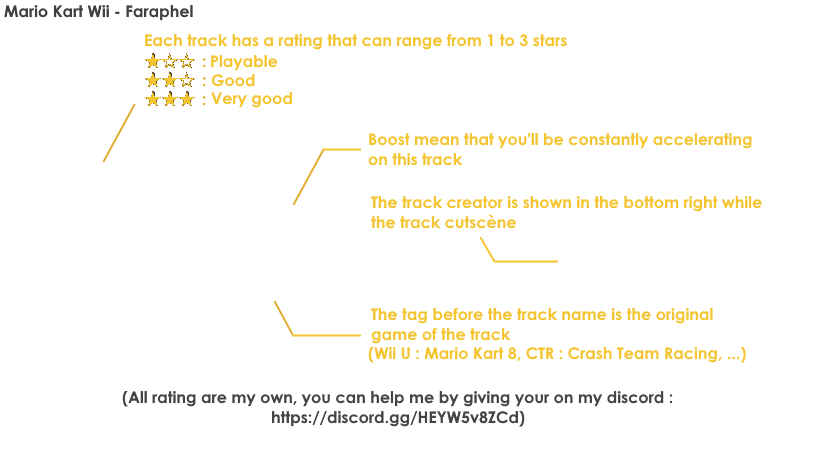 Mario Kart Wii - Faraphel
Each track has a rating that can range from 1 to 3 stars
: Playable
: Good
: Very good
Boost mean that you'll be constantly accelerating
on this track
The track creator is shown in the bottom right while
the track cutscène
The tag before the track name is the original
game of the track
(Wii U : Mario Kart 8, CTR : Crash Team Racing, ...)
(All rating are my own, you can help me by giving your on my discord :
https://discord.gg/HEYW5v8ZCd)